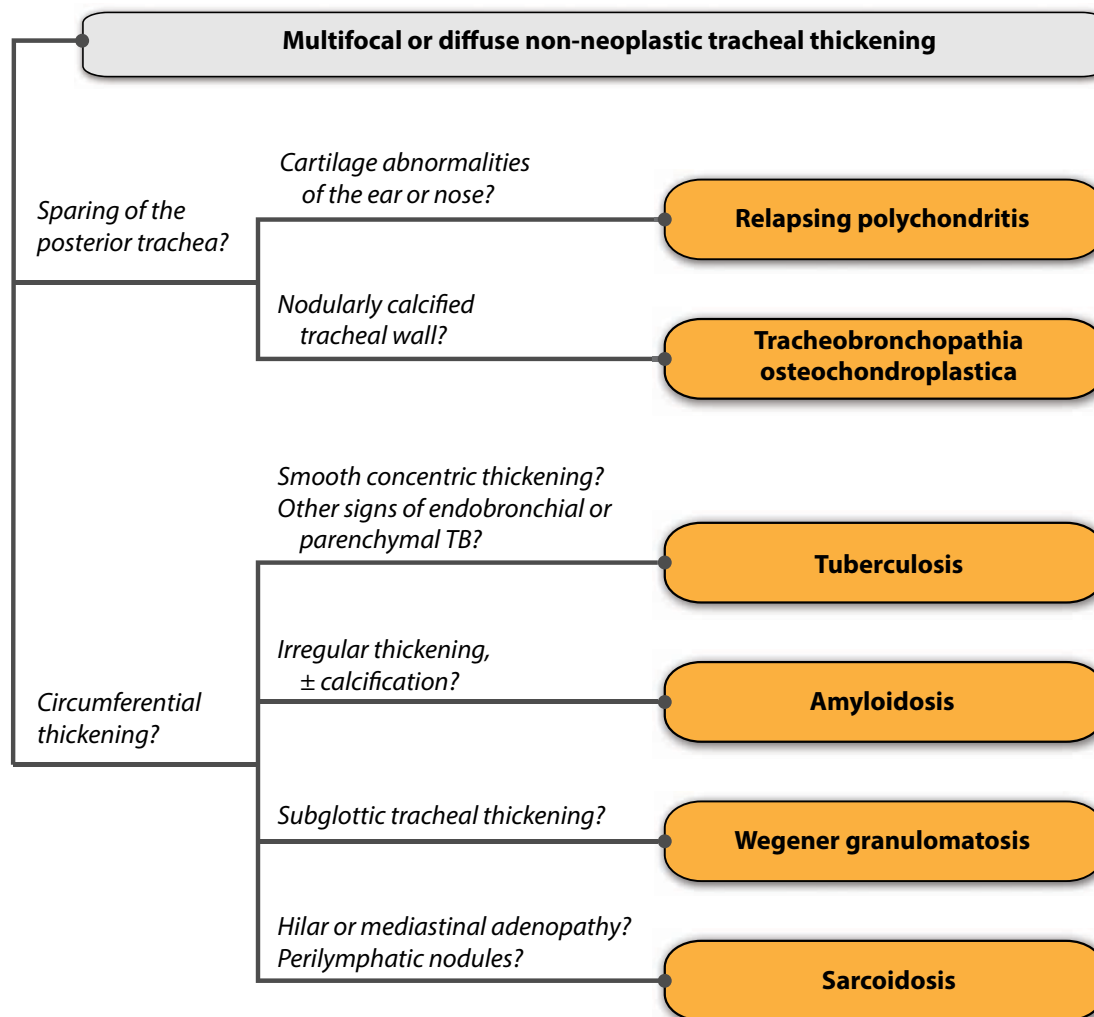 Multifocal or diffuse non-neoplastic tracheal thickening
Sparing of the
posterior trachea?
Cartilage abnormalities
of the ear or nose?
Relapsing polychondritis
Nodularly calcified
tracheal wall?
Tracheobronchopathia
osteochondroplastica
Circumferential
thickening?
Smooth concentric thickening?
Other signs of endobronchial or
parenchymal TB?
Tuberculosis
Irregular thickening,
± calcification?
Amyloidosis
Subglottic tracheal thickening?
Wegener granulomatosis
Hilar or mediastinal adenopathy?
Perilymphatic nodules?
Sarcoidosis